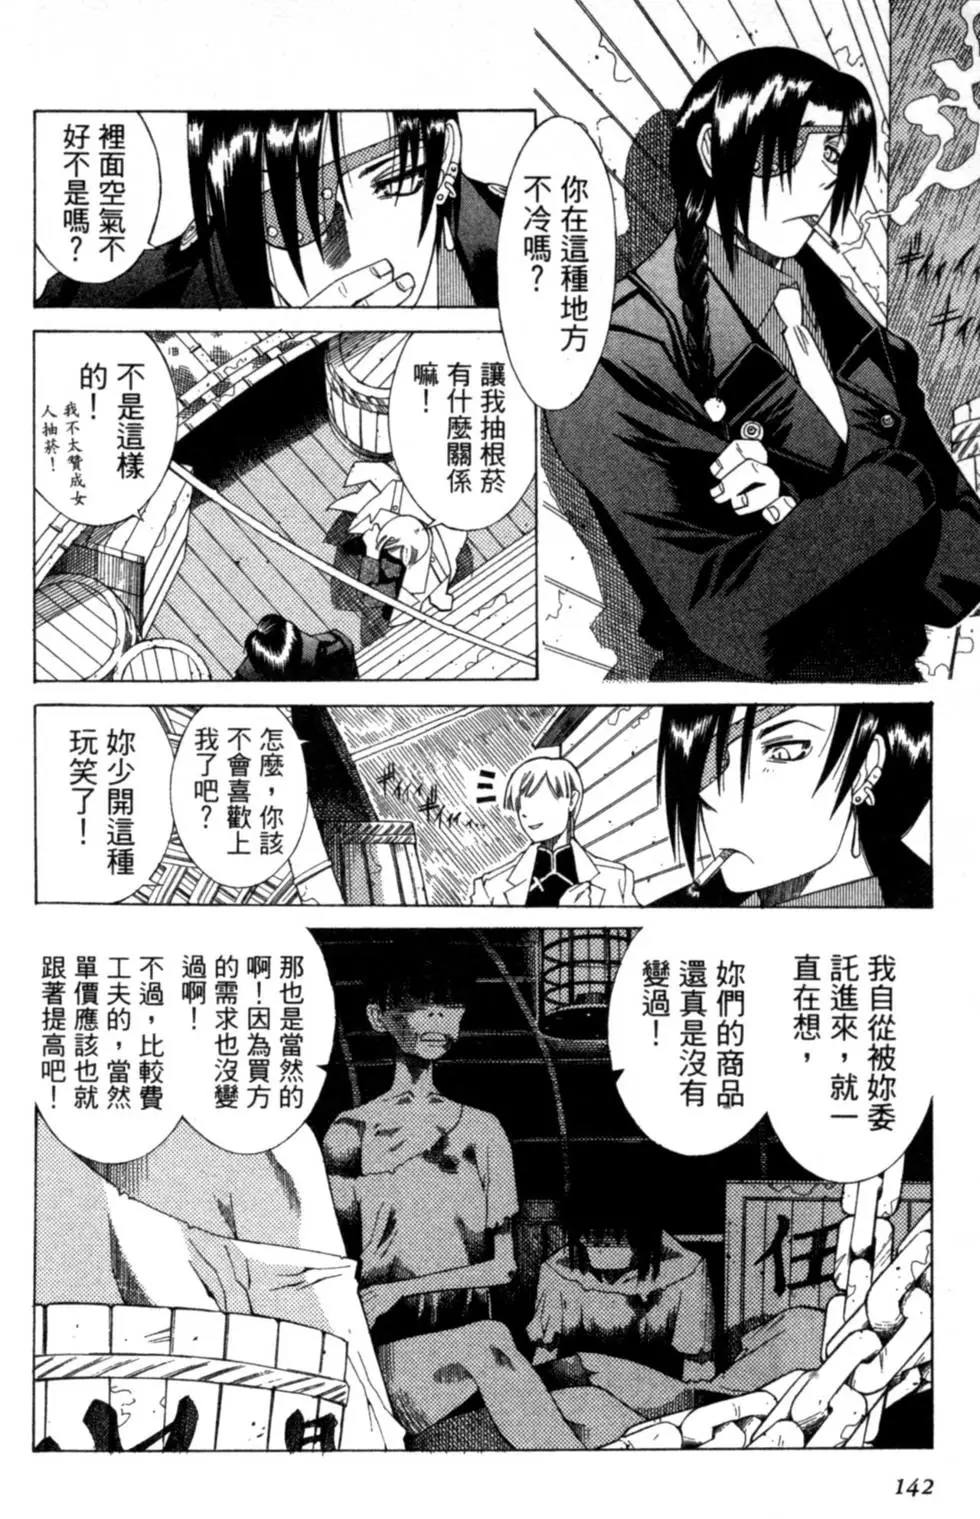 你在這種地方
不冷嗎？
裡面空氣不
好不是嗎？
讓我抽根菸
有什麼關係
嘛！
不是這樣
的！
我不太贊成女
人抽菸！
怎麼，你該
不會喜歡上
我了吧？
妳少開這種
玩笑了！
我自從被妳委
託進來，就一
直在想，
妳們的商品
還真是沒有
變過！
那也是當然的
啊！因為買方
的需求也沒變
過啊！
不過，比較費
工夫的，當然
單價應該也就
跟著提高吧！
伍
142